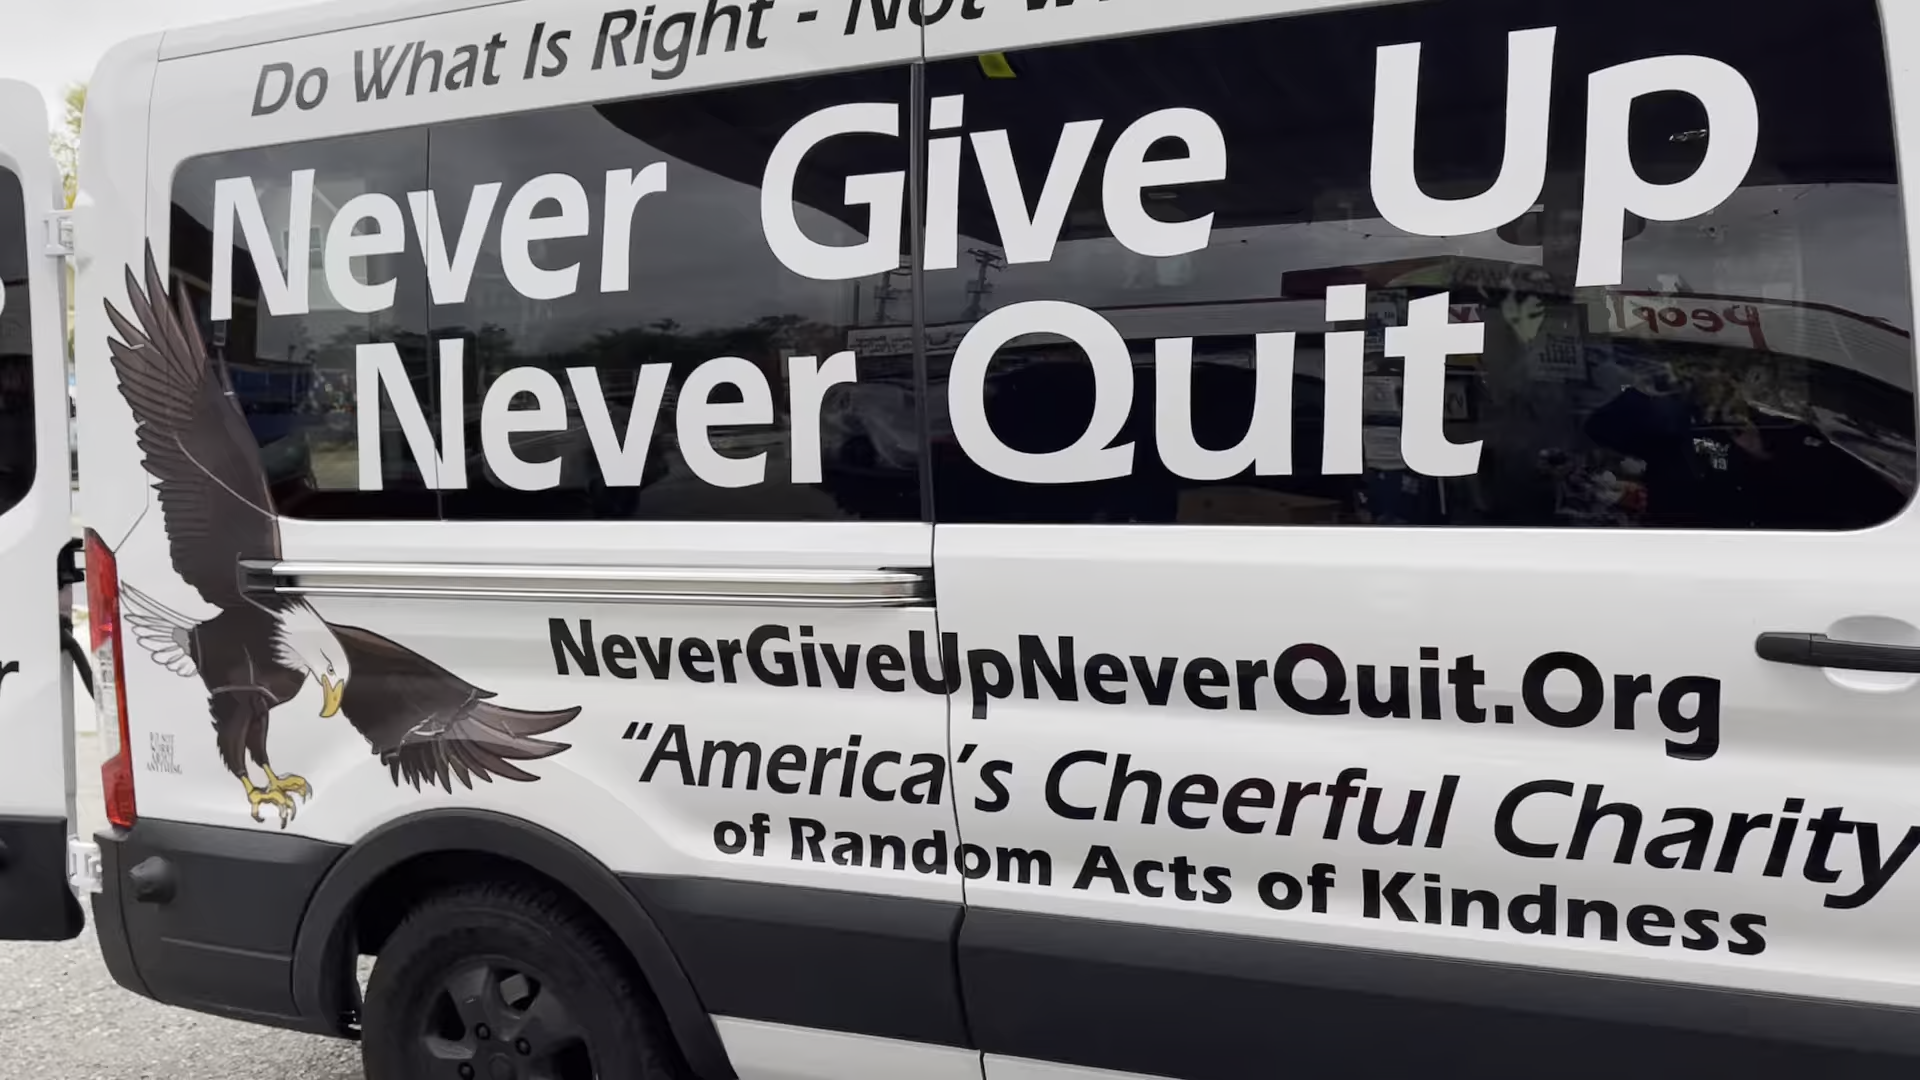 Do What Is Right - Not
Never Give Up
Never Quit
NeverGiveUpNeverQuit.Org
"America's Cheerful Charity
of Random Acts of Kindness